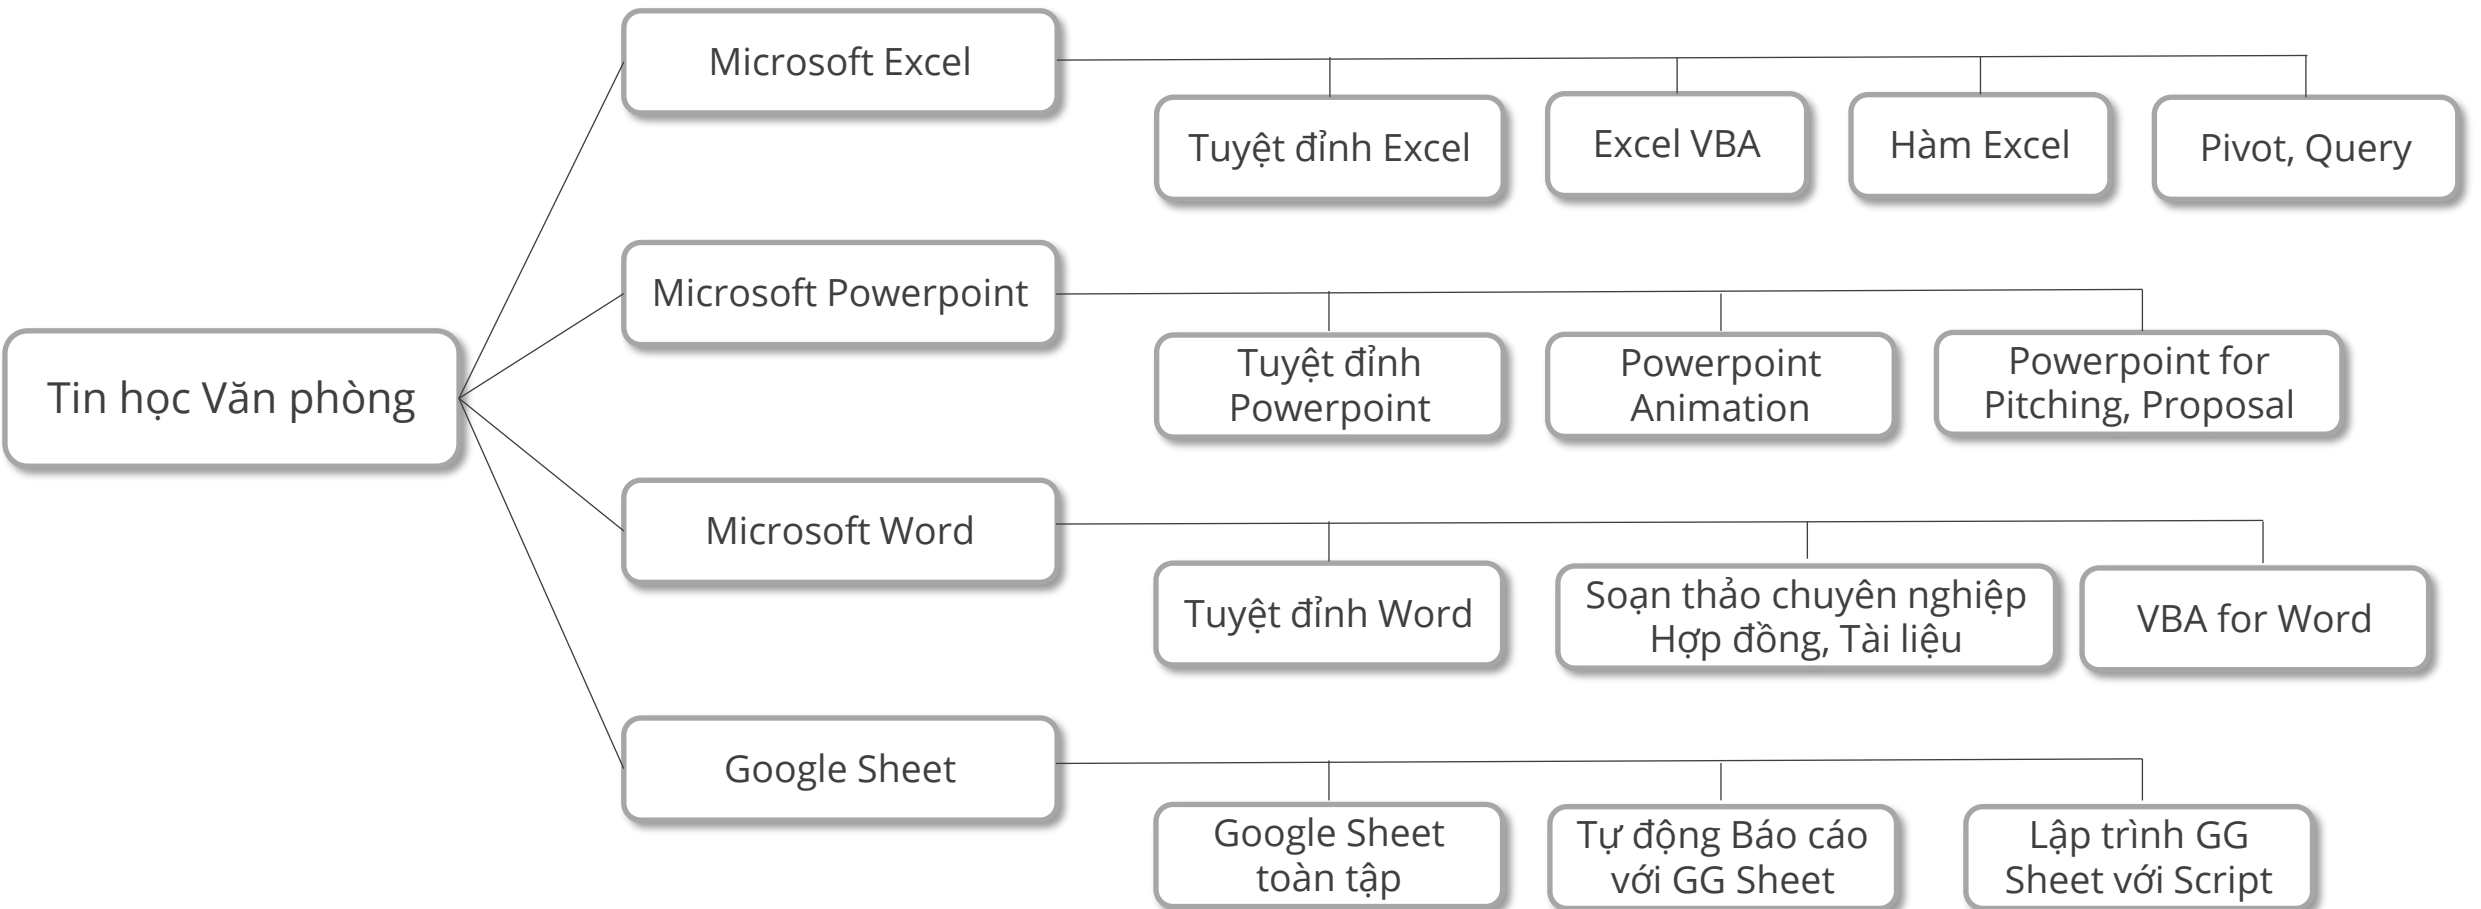 Microsoft Excel
Tuyệt đỉnh Excel
Excel VBA
Hàm Excel
Pivot, Query
Microsoft Powerpoint
Tuyệt đỉnh
Powerpoint
Powerpoint
Animation
Powerpoint for
Pitching, Proposal
Tin học Văn phòng
Microsoft Word
Tuyệt đỉnh Word
Soạn thảo chuyên nghiệp
Hợp đồng, Tài liệu
VBA for Word
Google Sheet
Google Sheet
toàn tập
Tự động Báo cáo
với GG Sheet
Lập trình GG
Sheet với Script